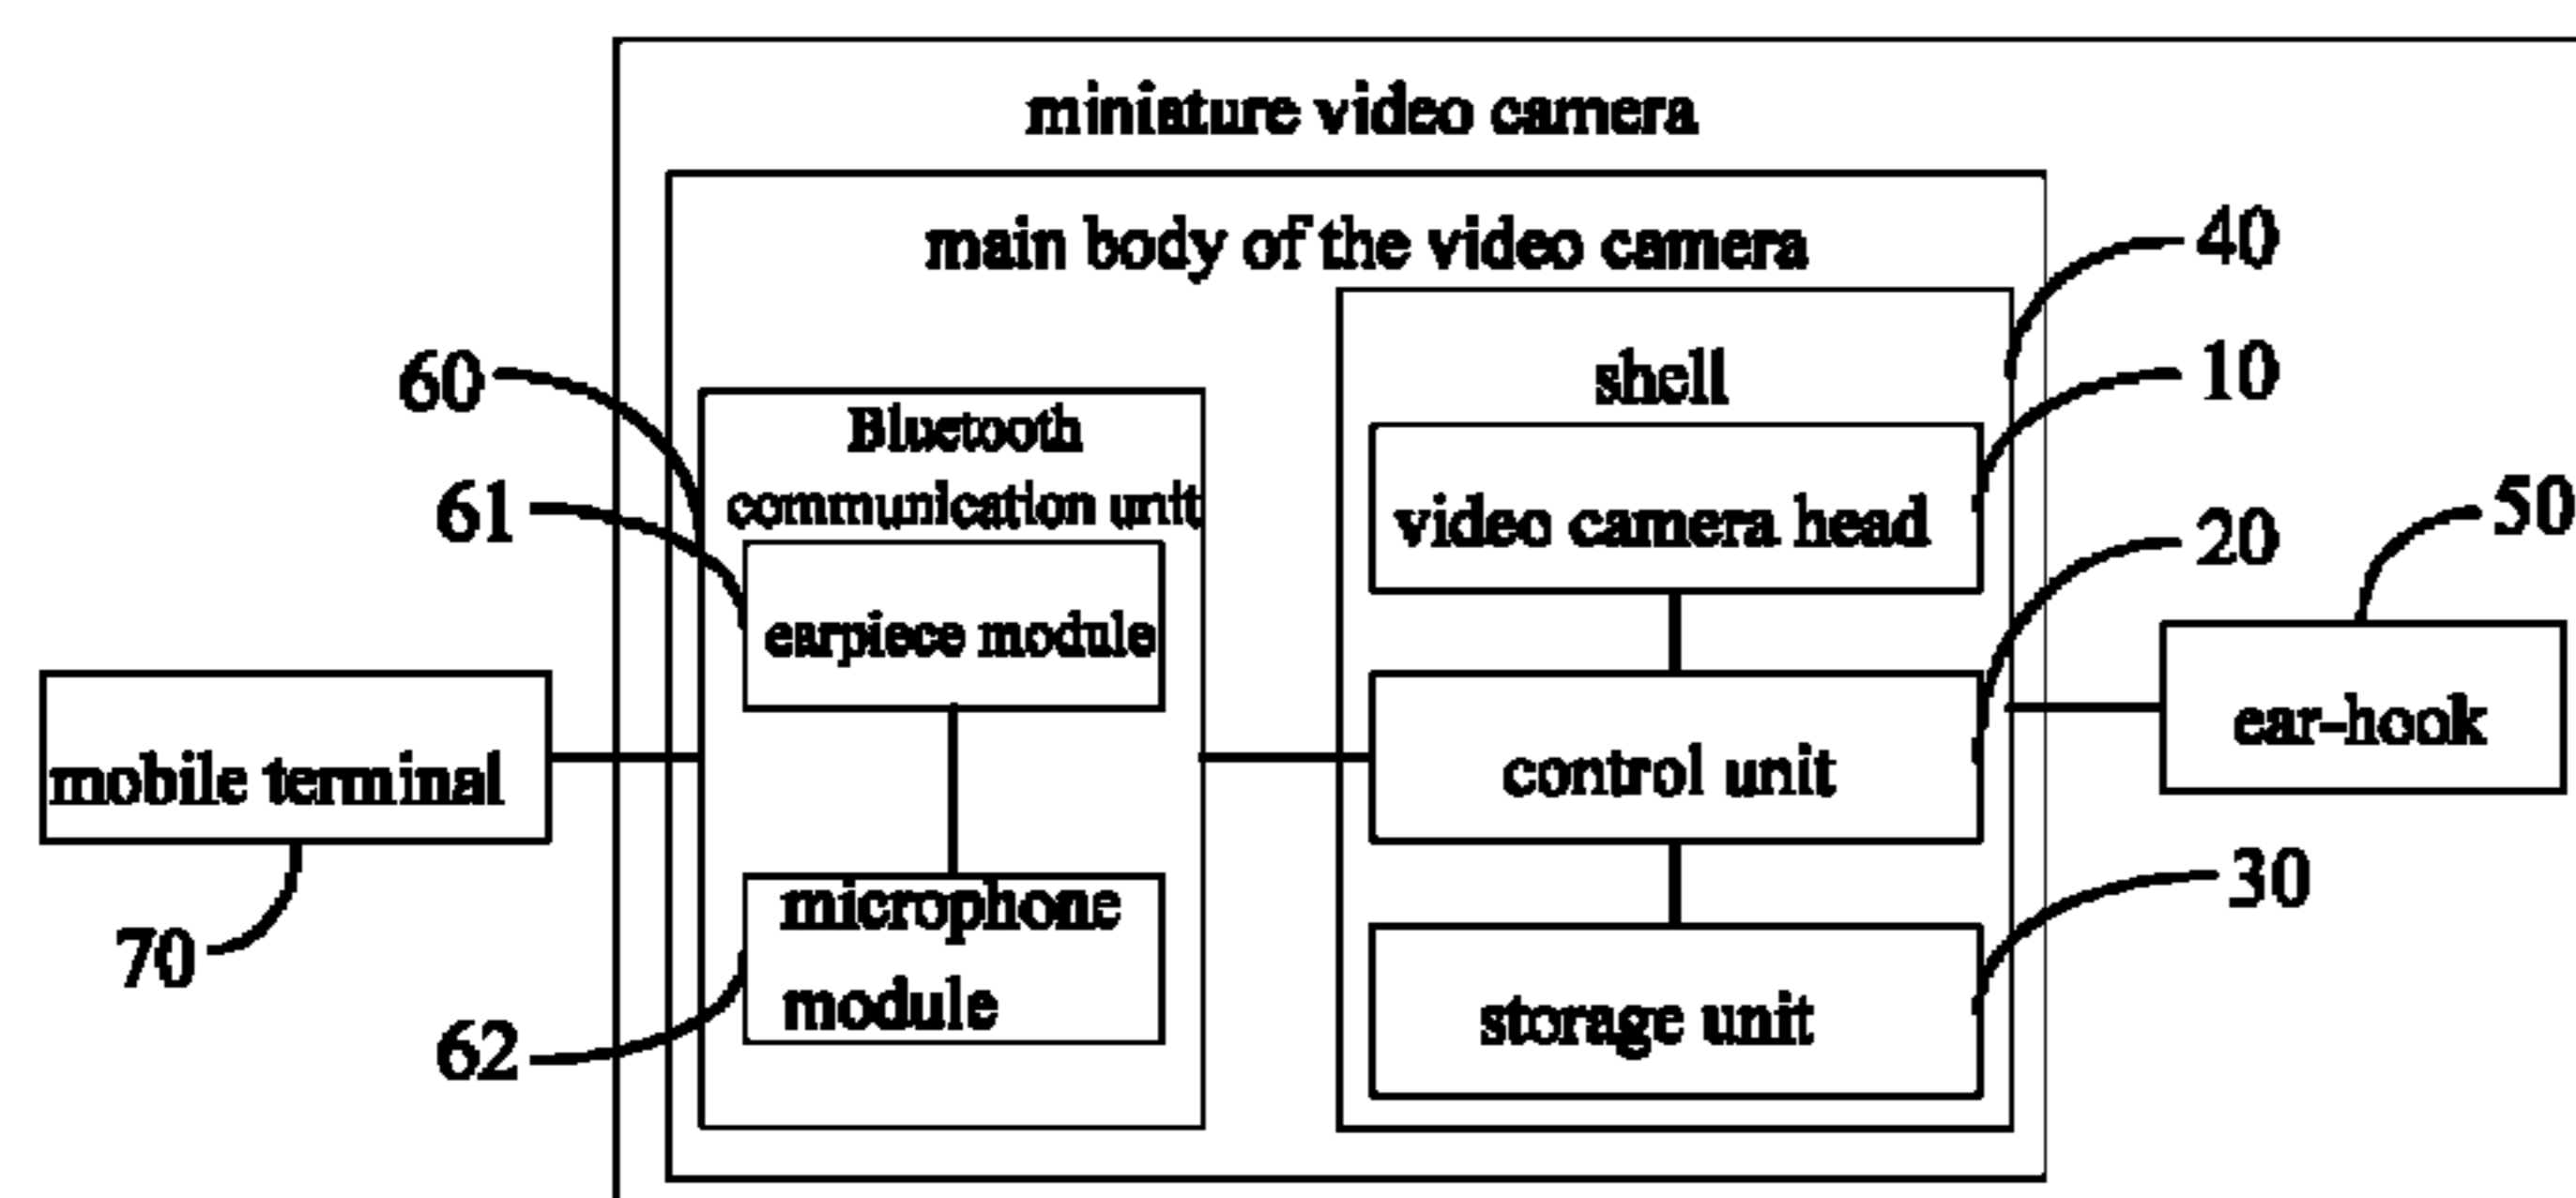 miniature video camera
main body of the video camera
40
shell
10
60
Bluetooth
communication unit
61
video camera head
20
50
earpiece module
mobile terminal
control unit
ear-hook
70
microphone
module
30
62
storage unit